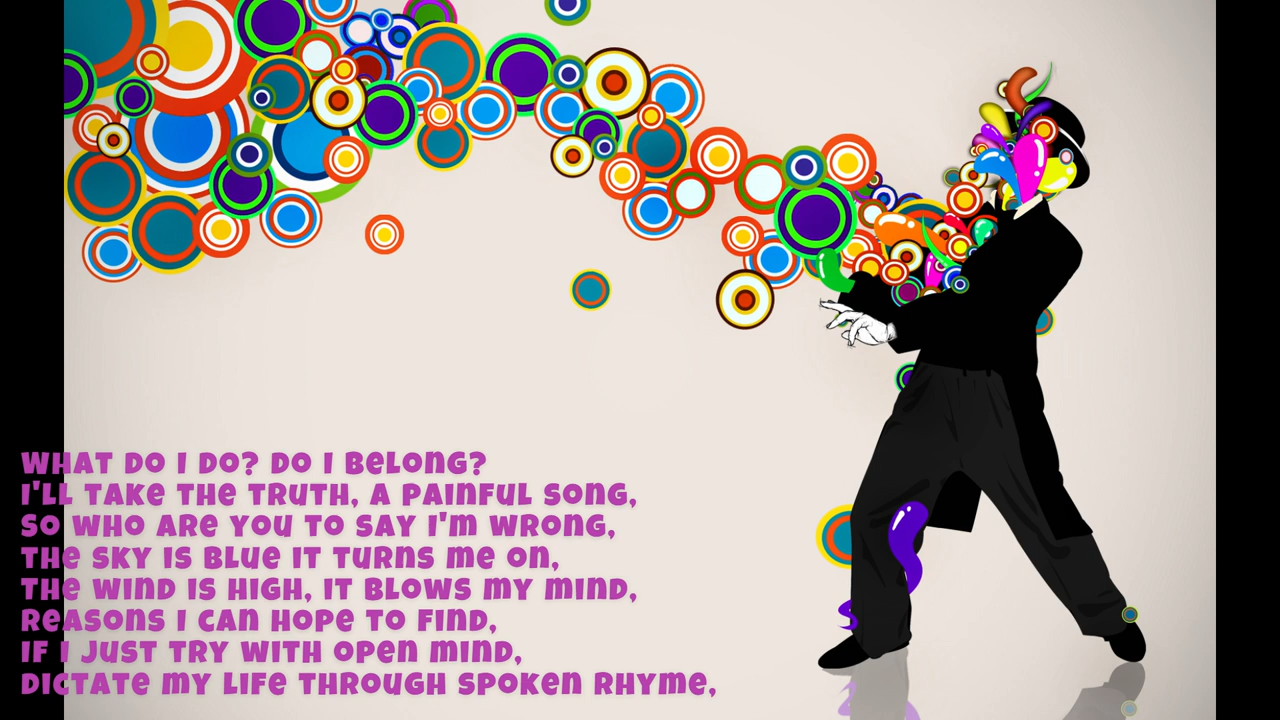 What do I do? Do I belong?
I'll take the truth, a painful song,
So who are you to say I'm wrong,
The sky is blue it turns me on,
The wind is high, it blows my mind,
Reasons I can hope to find,
If I just try with open mind,
Dictate my life through spoken rhyme,